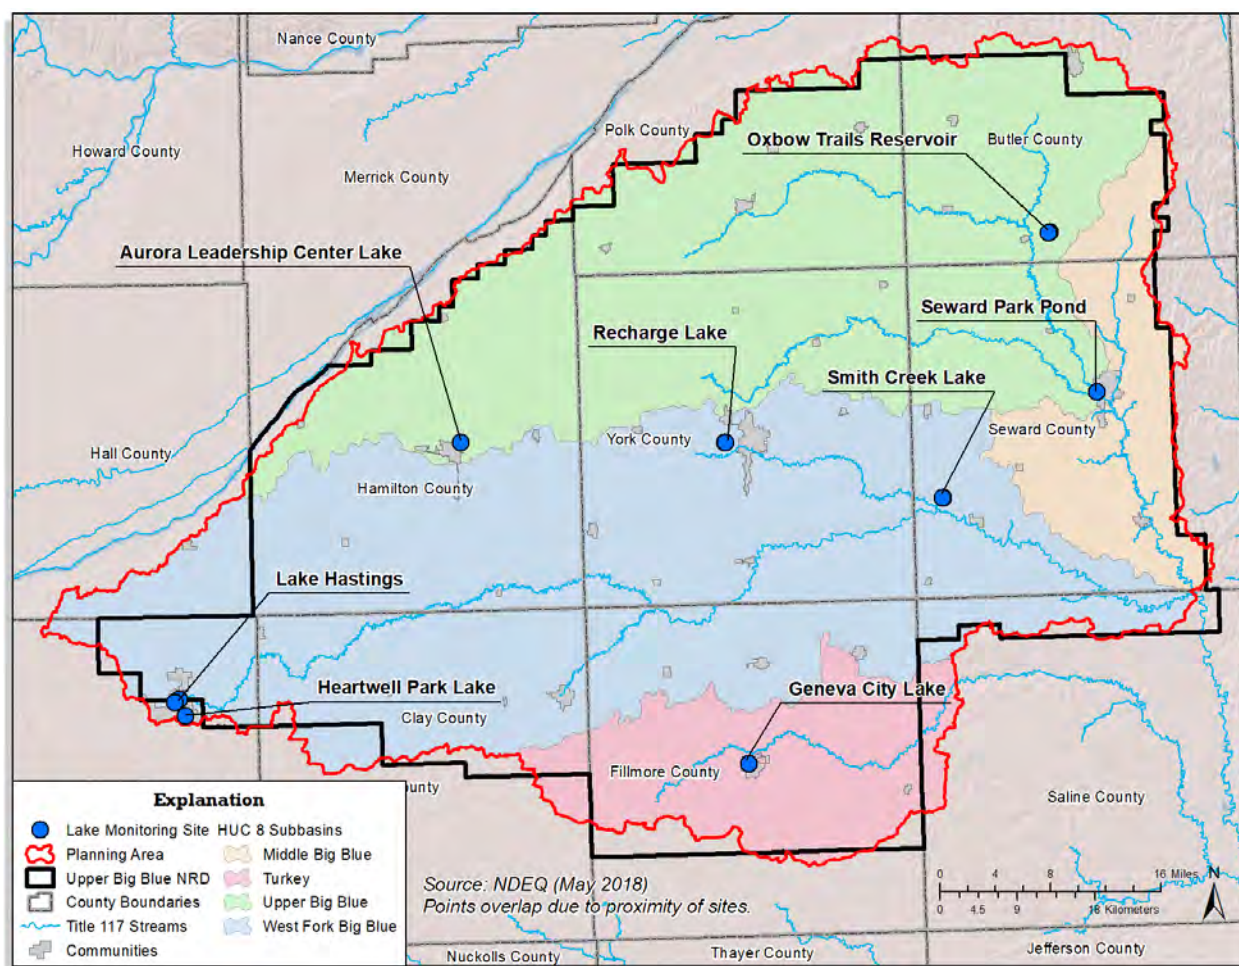 Nance County
Polk County
Butler County
Oxbow Trails Reservoir
Howard County
Merrick County
Aurora Leadership Center Lake
Seward Park Pond
Recharge Lake
Smith Creek Lake
Seward County
York County
Hall County
Hamilton County
Lake Hastings
Heartwell Park Lake
Geneva City Lake
Clay County
Fillmore County
ounty
Saline County
Explanation
Lake Monitoring Site
Planning Area
Upper Big Blue NRD
County Boundaries
Title 117 Streams
Communities
HUC 8 Subbasins
Middle Big Blue
Turkey
Upper Big Blue
West Fork Big Blue
Source: NDEQ (May 2018)
Points overlap due to proximity of sites.
0 4 8 16 Miles
0 4.5 9 18 Kilometers
N
Nuckolls County
Thayer County
Jefferson County